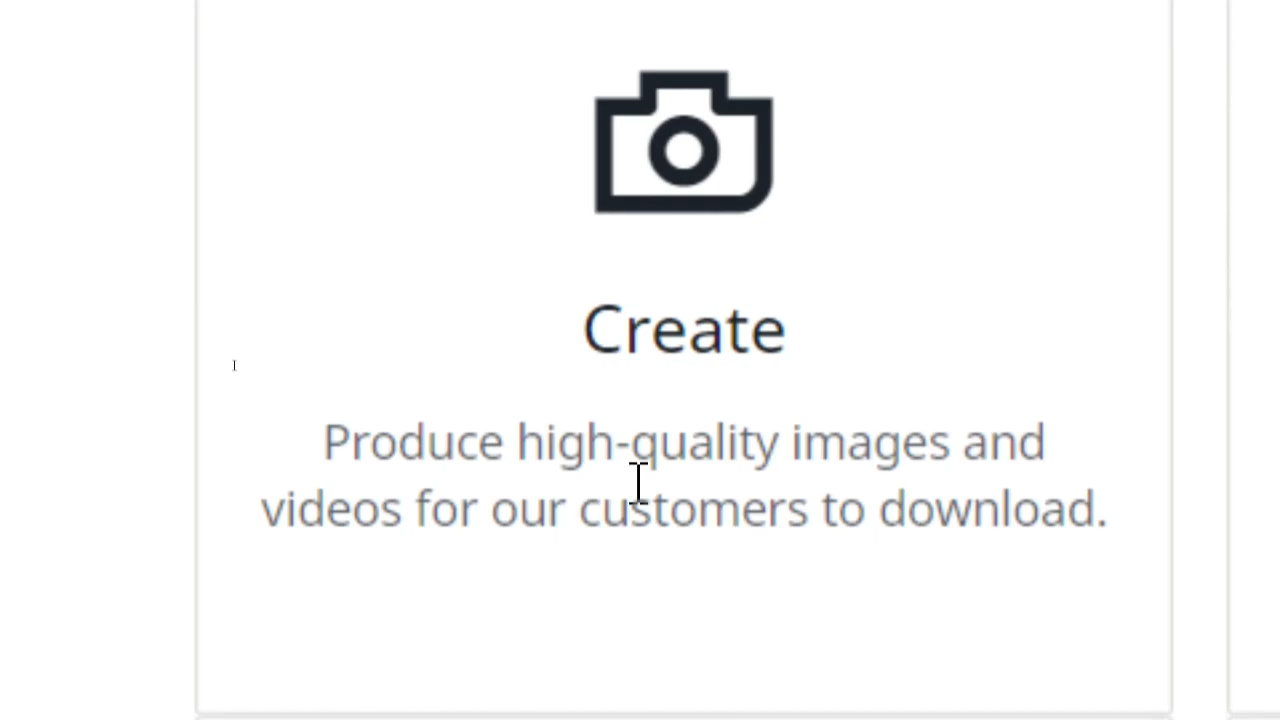 Create
Produce high-quality images and
videos for our customers to download.